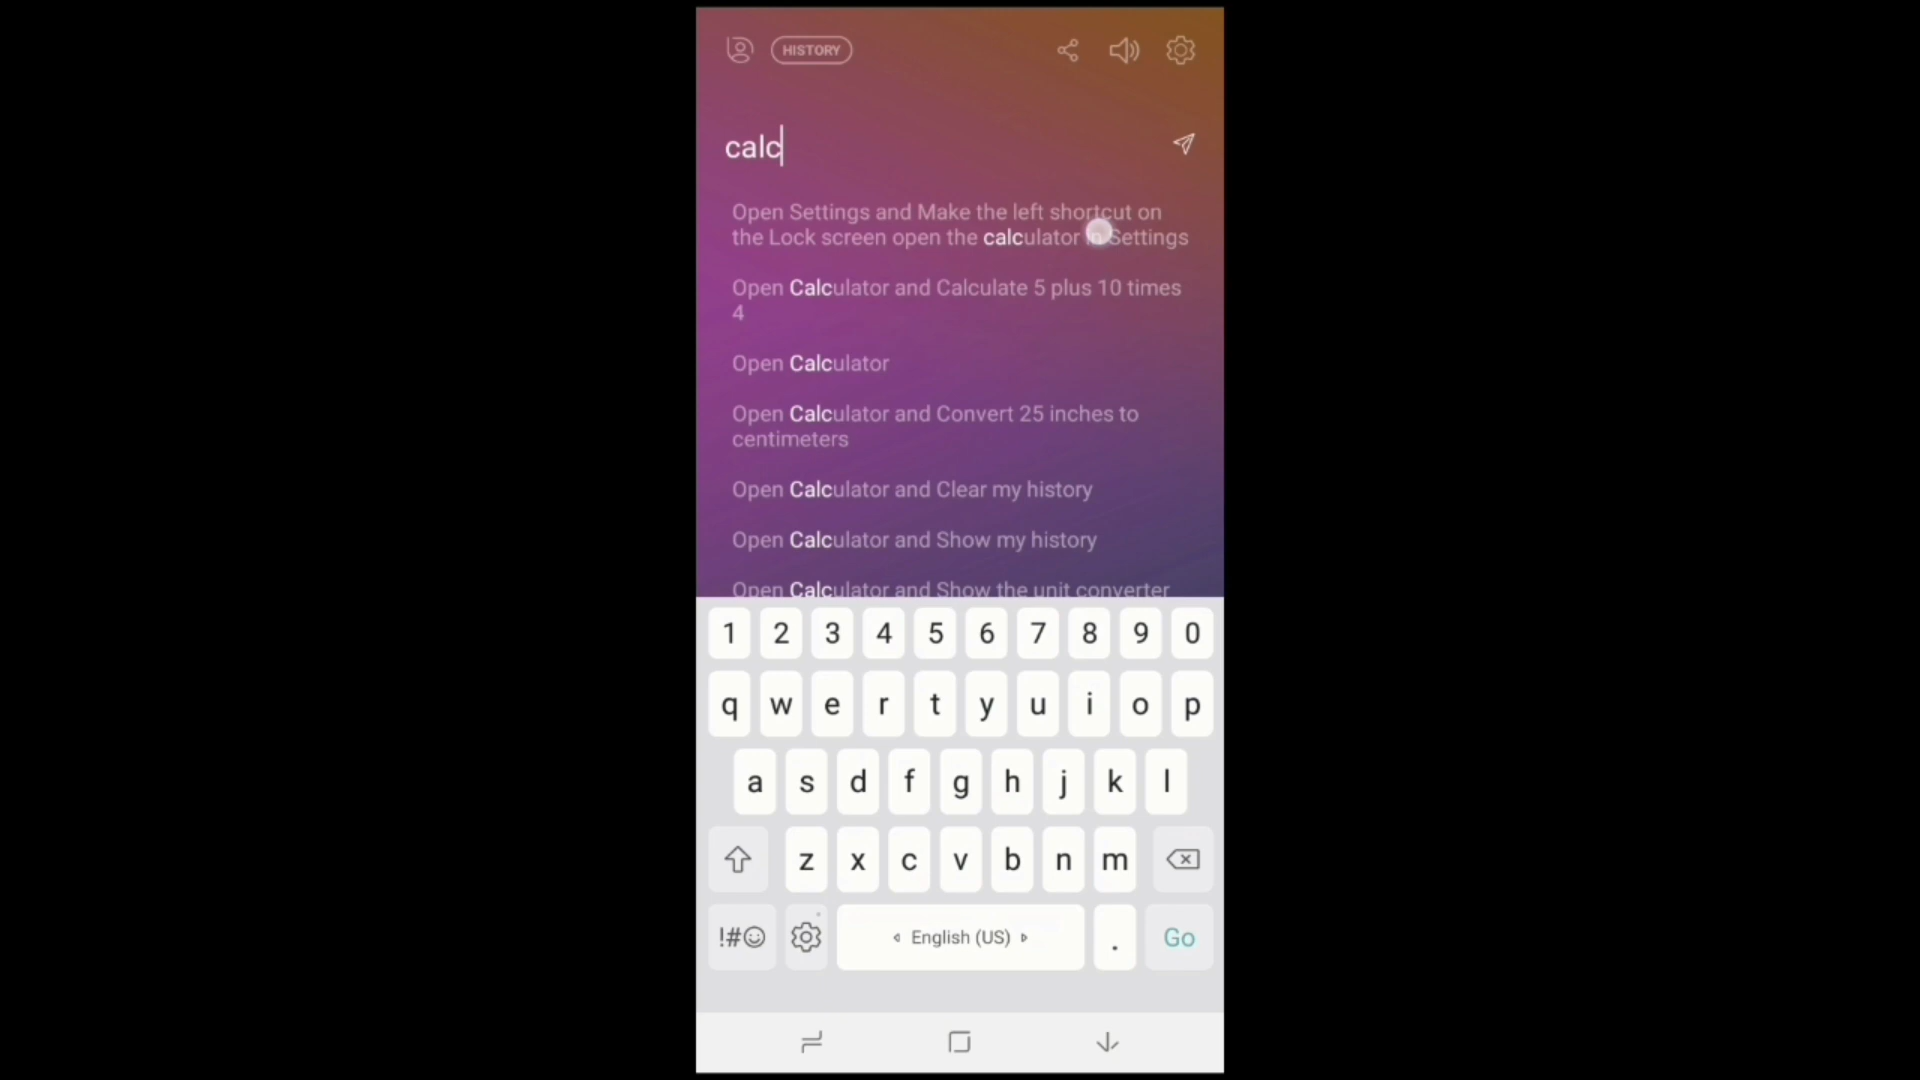 HISTORY
calc
Open Settings and Make the left shortcut on
the Lock screen open the calculator in Settings
Open Calculator and Calculate 5 plus 10 times
4
Open Calculator
Open Calculator and Convert 25 inches to
centimeters
Open Calculator and Clear my history
Open Calculator and Show my history
Open Calculator and Show the unit converter
1 2 3 4 5 6 7 8 9 0
q w e r t y u i o p
a s d f g h j k l
z x c v b n m
!#☺ English (US) . Go